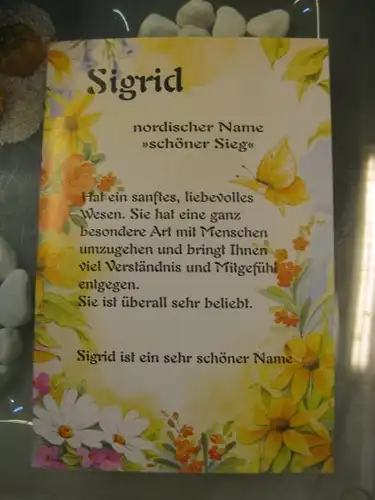 Sigrid
nordischer Name
»schöner Sieg«
Hat ein sanftes, liebevolles
Wesen. Sie hat eine ganz
besondere Art mit Menschen
umzugehen und bringt Ihnen
viel Verständnis und Mitgefühl
entgegen.
Sie ist überall sehr beliebt.
Sigrid ist ein sehr schöner Name